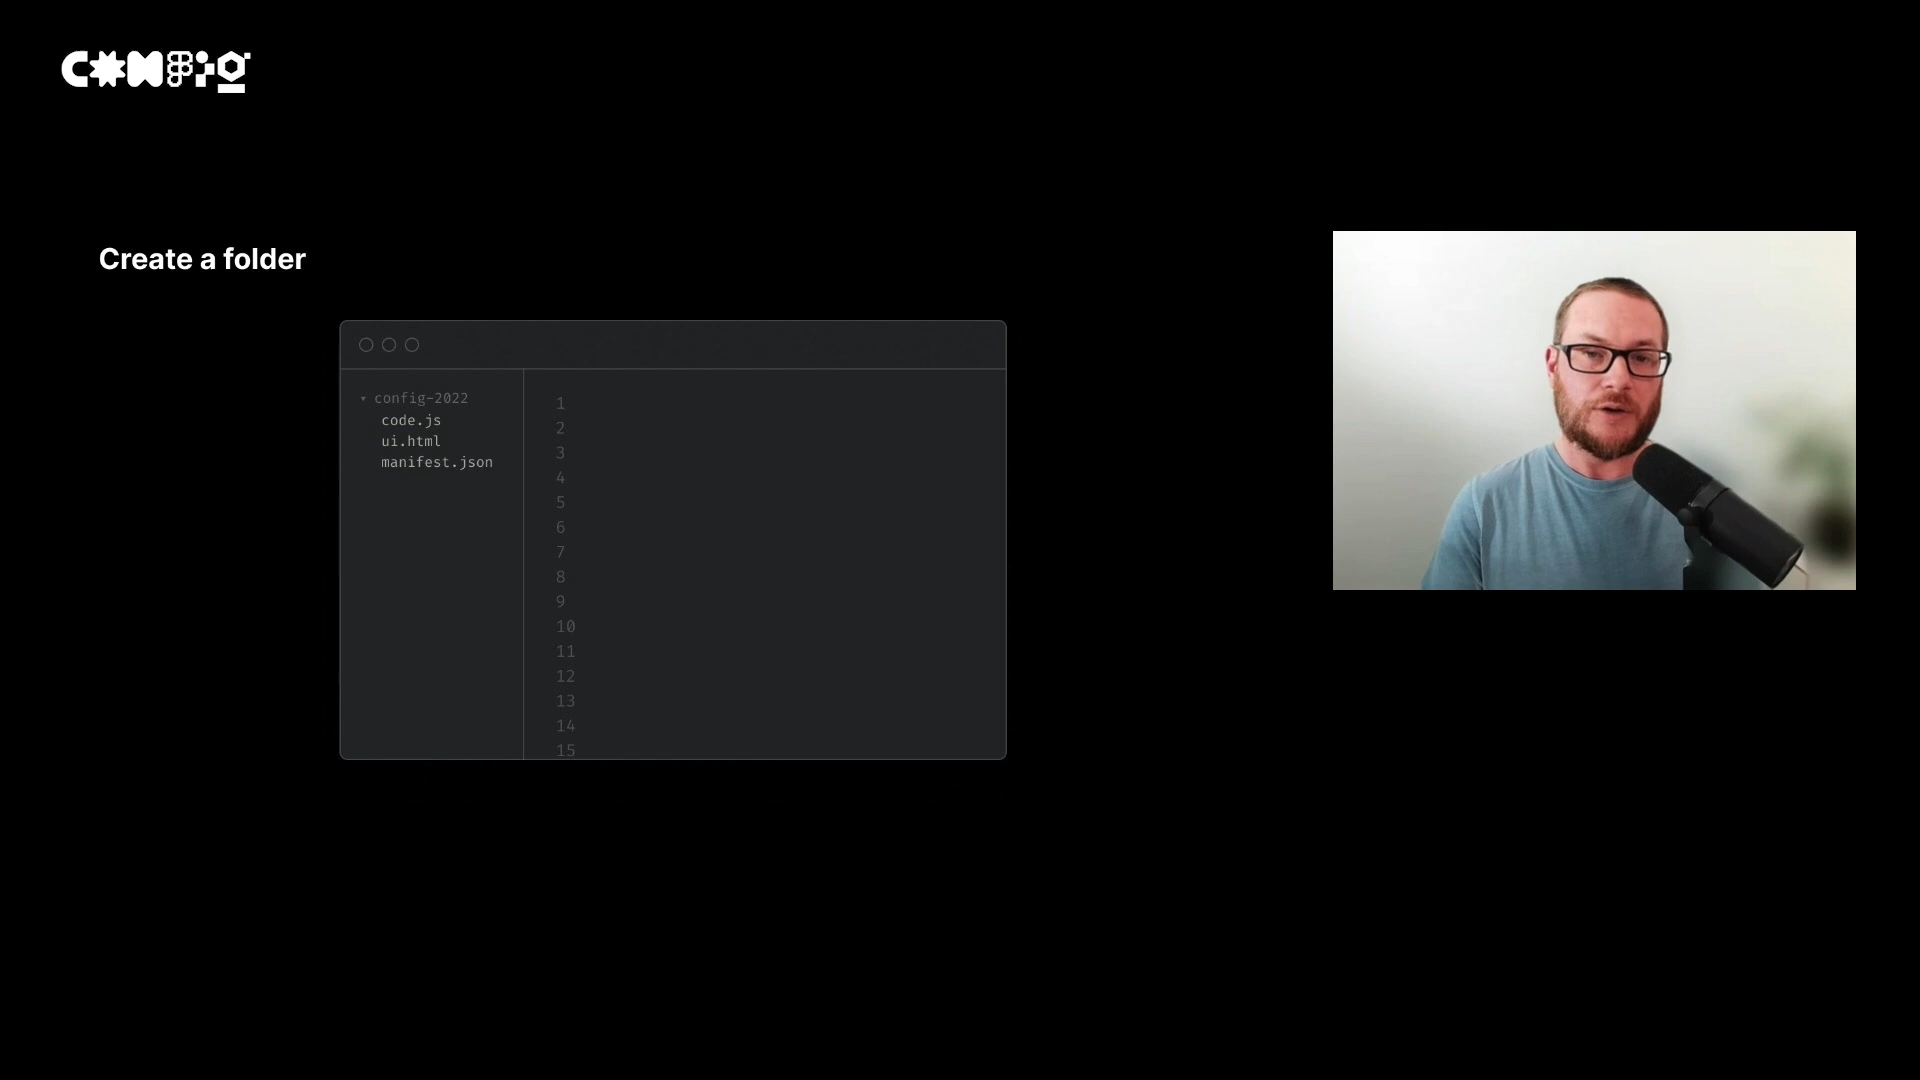 CONFIG
Create a folder
config-2022
code.js
ui.html
manifest.json
1
2
3
4
5
6
7
8
9
10
11
12
13
14
15